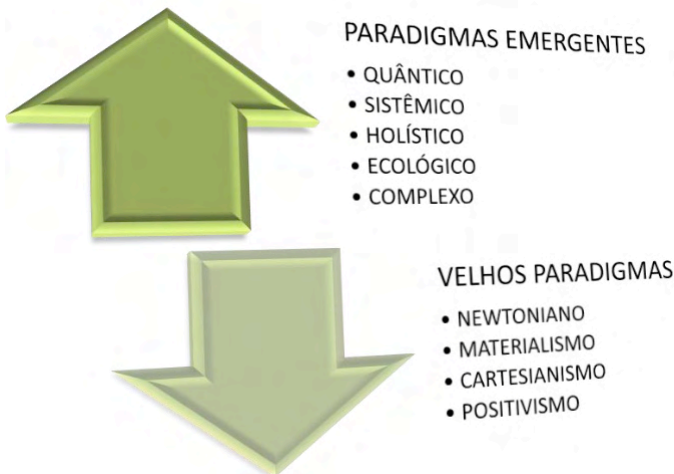 PARADIGMAS EMERGENTES
• QUÂNTICO
• SISTÊMICO
• HOLÍSTICO
• ECOLÓGICO
• COMPLEXO
VELHOS PARADIGMAS
• NEWTONIANO
• MATERIALISMO
• CARTESIANISMO
• POSITIVISMO